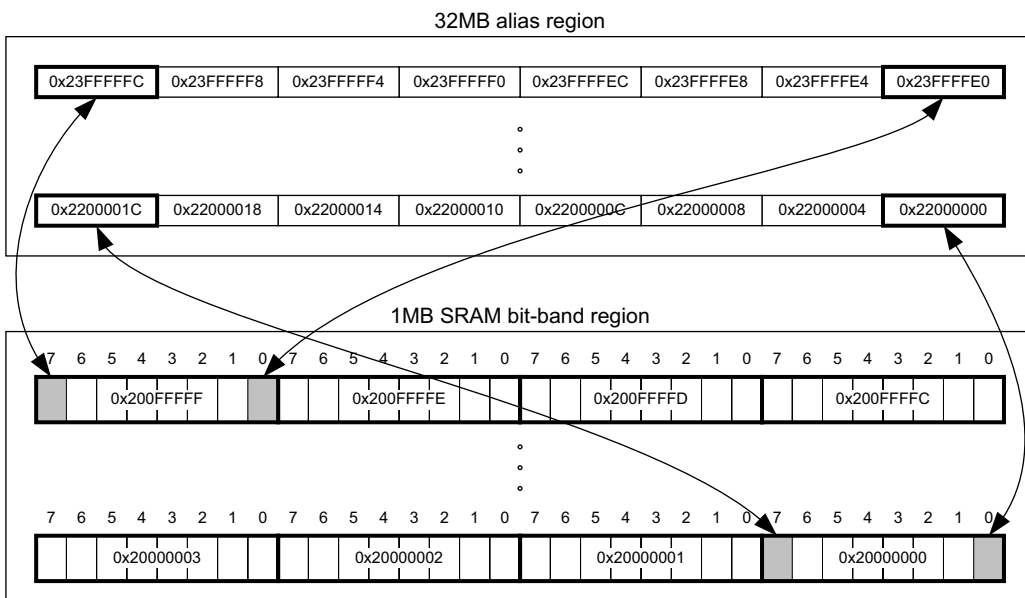 32MB alias region
0x23FFFFFC 0x23FFFFF8 0x23FFFFF4 0x23FFFFF0 0x23FFFFEC 0x23FFFFE8 0x23FFFFE4 0x23FFFFE0
0x2200001C 0x22000018 0x22000014 0x22000010 0x2200000C 0x22000008 0x22000004 0x22000000
1MB SRAM bit-band region
7 6 5 4 3 2 1 0 7 6 5 4 3 2 1 0 7 6 5 4 3 2 1 0 7 6 5 4 3 2 1 0
0x200FFFFF 0x200FFFFE 0x200FFFFD 0x200FFFFC
7 6 5 4 3 2 1 0 7 6 5 4 3 2 1 0 7 6 5 4 3 2 1 0 7 6 5 4 3 2 1 0
0x20000003 0x20000002 0x20000001 0x20000000